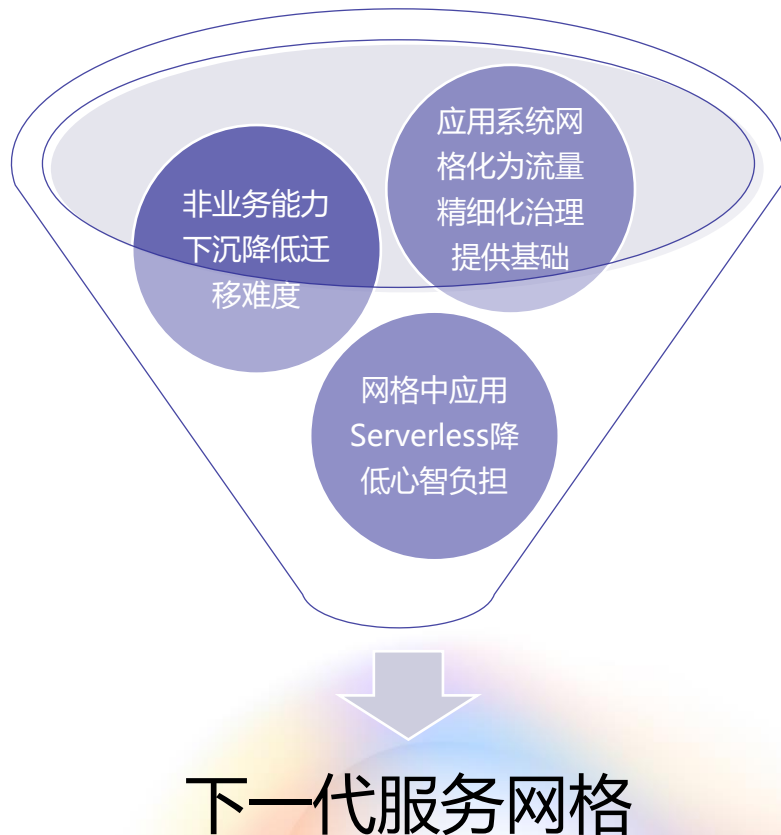 应用系统网
格化为流量
精细化治理
提供基础
非业务能力
下沉降低迁
移难度
网格中应用
Serverless降
低心智负担
下一代服务网格